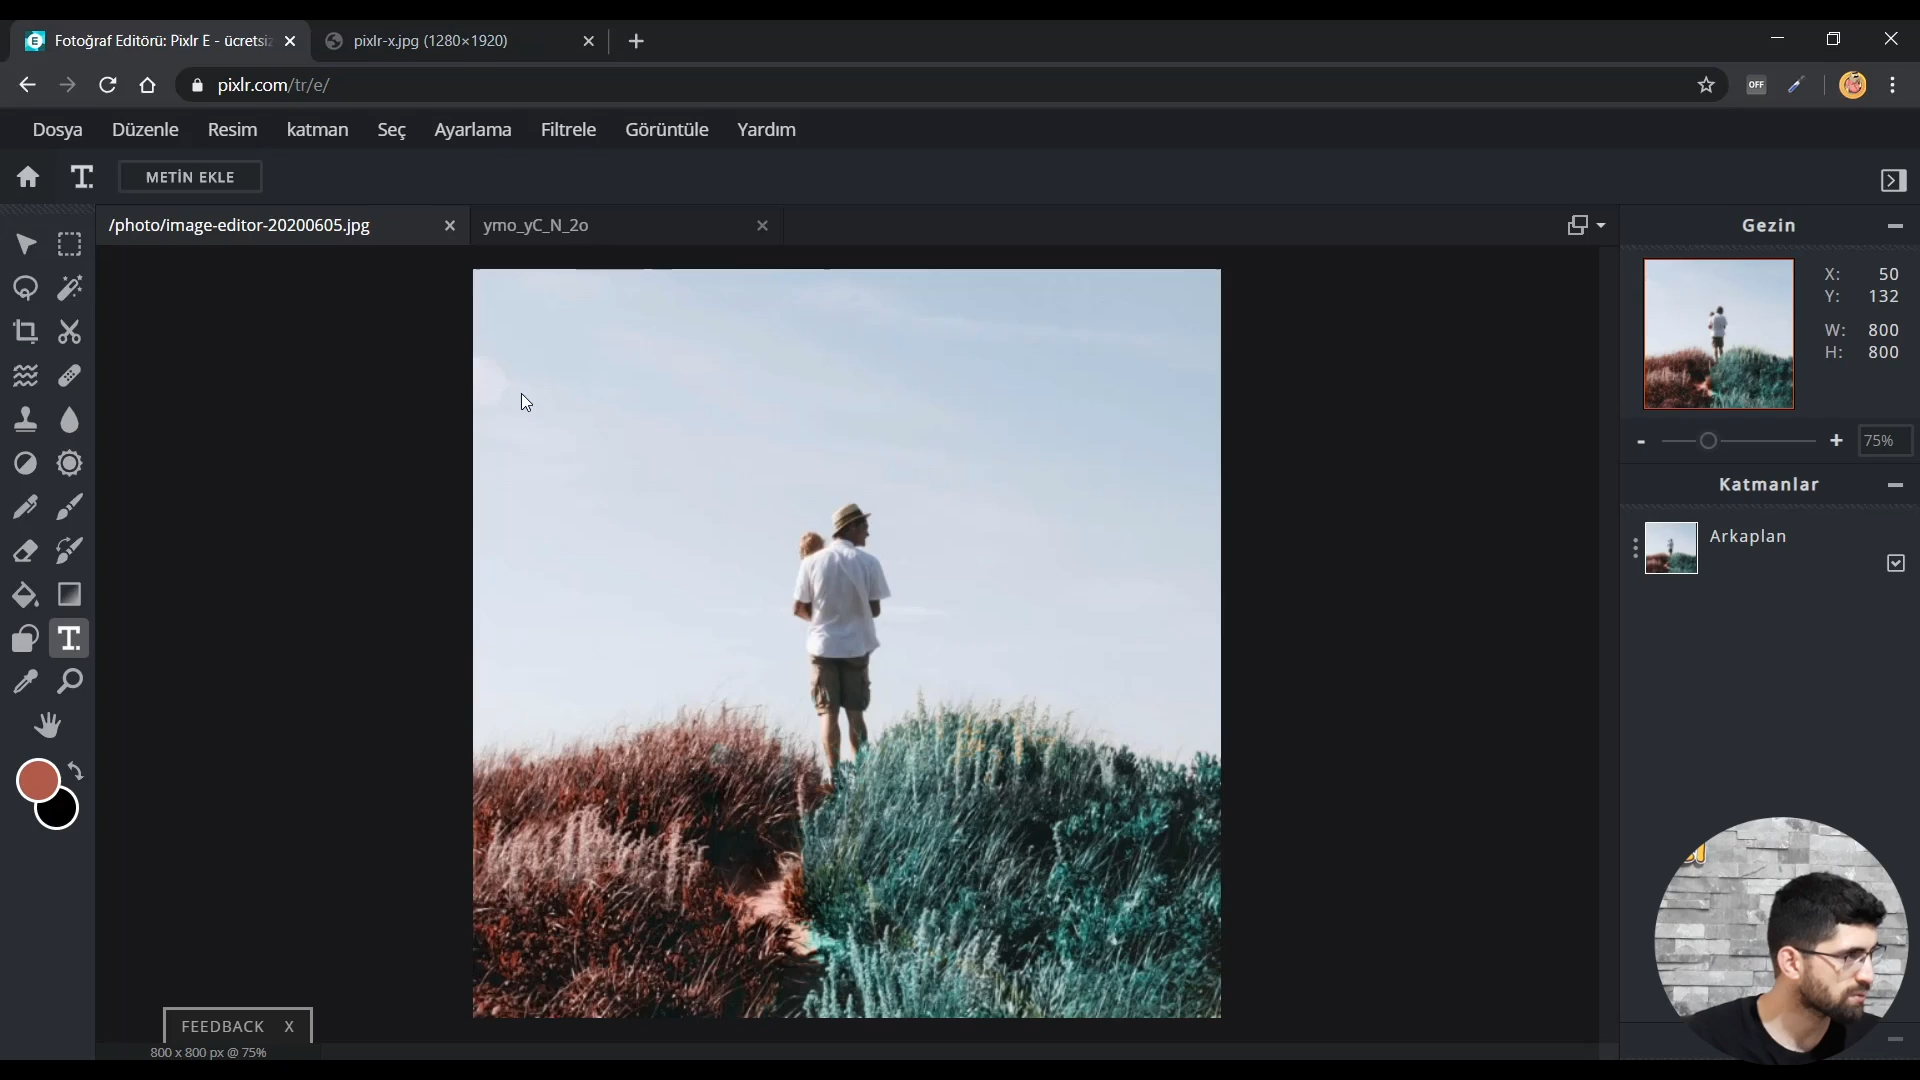 Fotoğraf Editörü: Pixlr E - ücretsiz
pixlr-x.jpg (1280×1920)
pixlr.com/tr/e/
OFF
Dosya Düzenle Resim katman Seç Ayarlama Filtrele Görüntüle Yardım
T. METİN EKLE
/photo/image-editor-20200605.jpg
ymo_yC_N_2o
Gezin
X: 50
Y: 132
W: 800
H: 800
- + 75%
Katmanlar
Arkaplan
T.
FEEDBACK X
800 x 800 px @ 75%